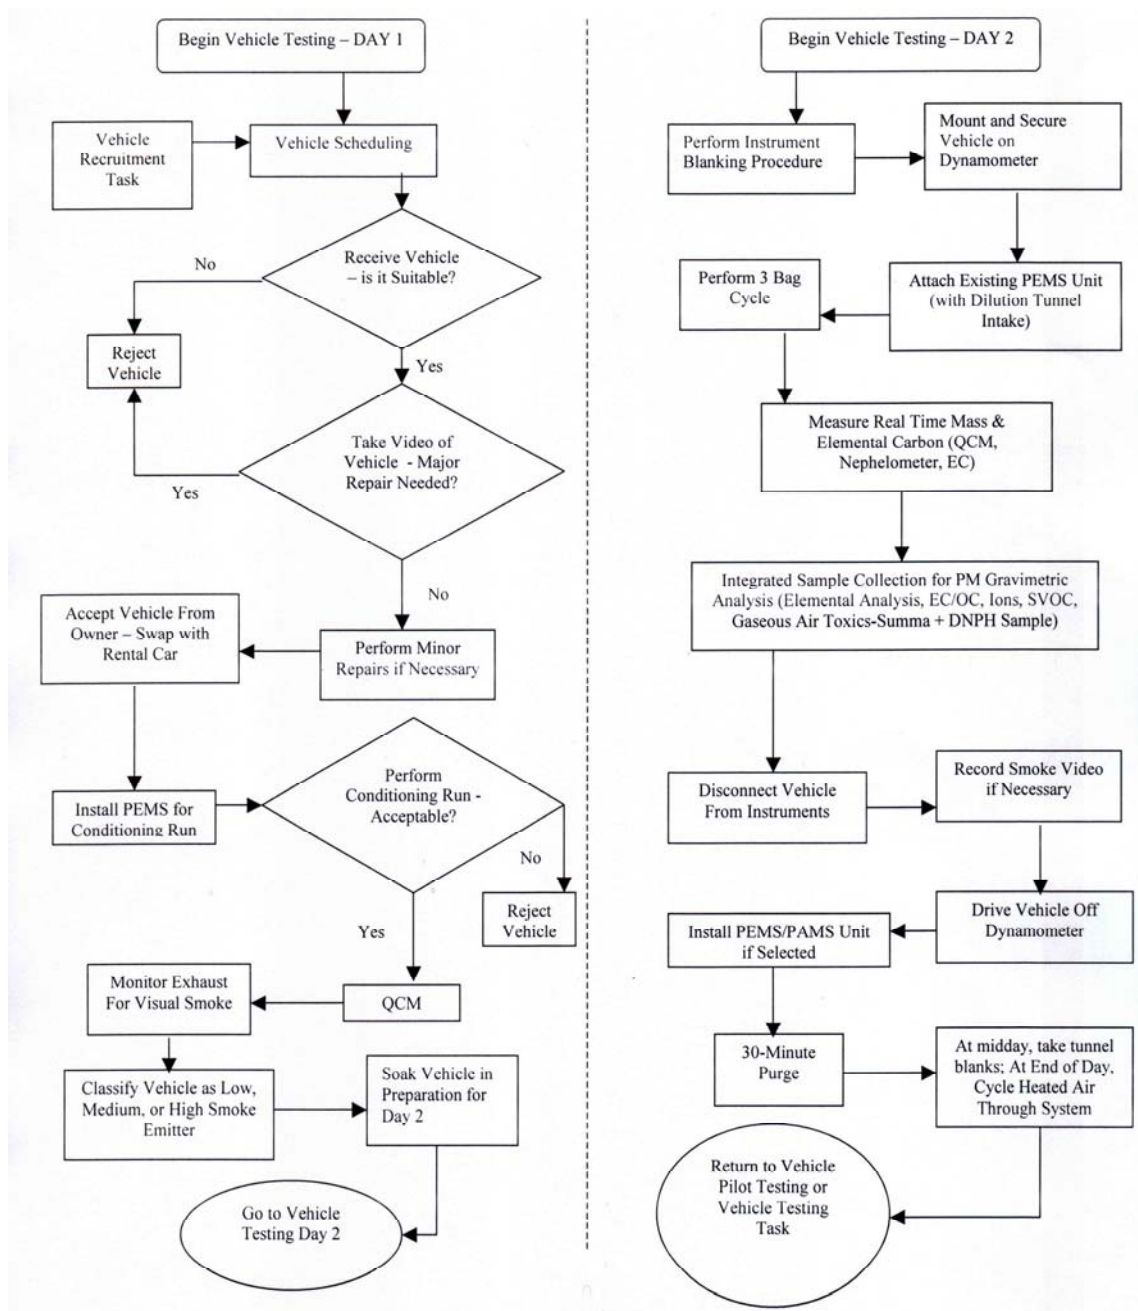 Begin Vehicle Testing – DAY 1
Vehicle
Recruitment
Task
Vehicle Scheduling
Receive Vehicle
– is it Suitable?
No
Yes
Reject
Vehicle
Take Video of
Vehicle - Major
Repair Needed?
Yes
No
Accept Vehicle From
Owner – Swap with
Rental Car
Perform Minor
Repairs if Necessary
Install PEMS for
Conditioning Run
Perform
Conditioning Run -
Acceptable?
No
Reject
Vehicle
Yes
Monitor Exhaust
For Visual Smoke
QCM
Classify Vehicle as Low,
Medium, or High Smoke
Emitter
Soak Vehicle in
Preparation for
Day 2
Go to Vehicle
Testing Day 2
Begin Vehicle Testing – DAY 2
Perform Instrument
Blanking Procedure
Mount and Secure
Vehicle on
Dynamometer
Perform 3 Bag
Cycle
Attach Existing PEMS Unit
(with Dilution Tunnel
Intake)
Measure Real Time Mass &
Elemental Carbon (QCM,
Nephelometer, EC)
Integrated Sample Collection for PM Gravimetric
Analysis (Elemental Analysis, EC/OC, Ions, SVOC,
Gaseous Air Toxics-Summa + DNPH Sample)
Disconnect Vehicle
From Instruments
Record Smoke Video
if Necessary
Install PEMS/PAMS Unit
if Selected
Drive Vehicle Off
Dynamometer
30-Minute
Purge
At midday, take tunnel
blanks; At End of Day,
Cycle Heated Air
Through System
Return to Vehicle
Pilot Testing or
Vehicle Testing
Task